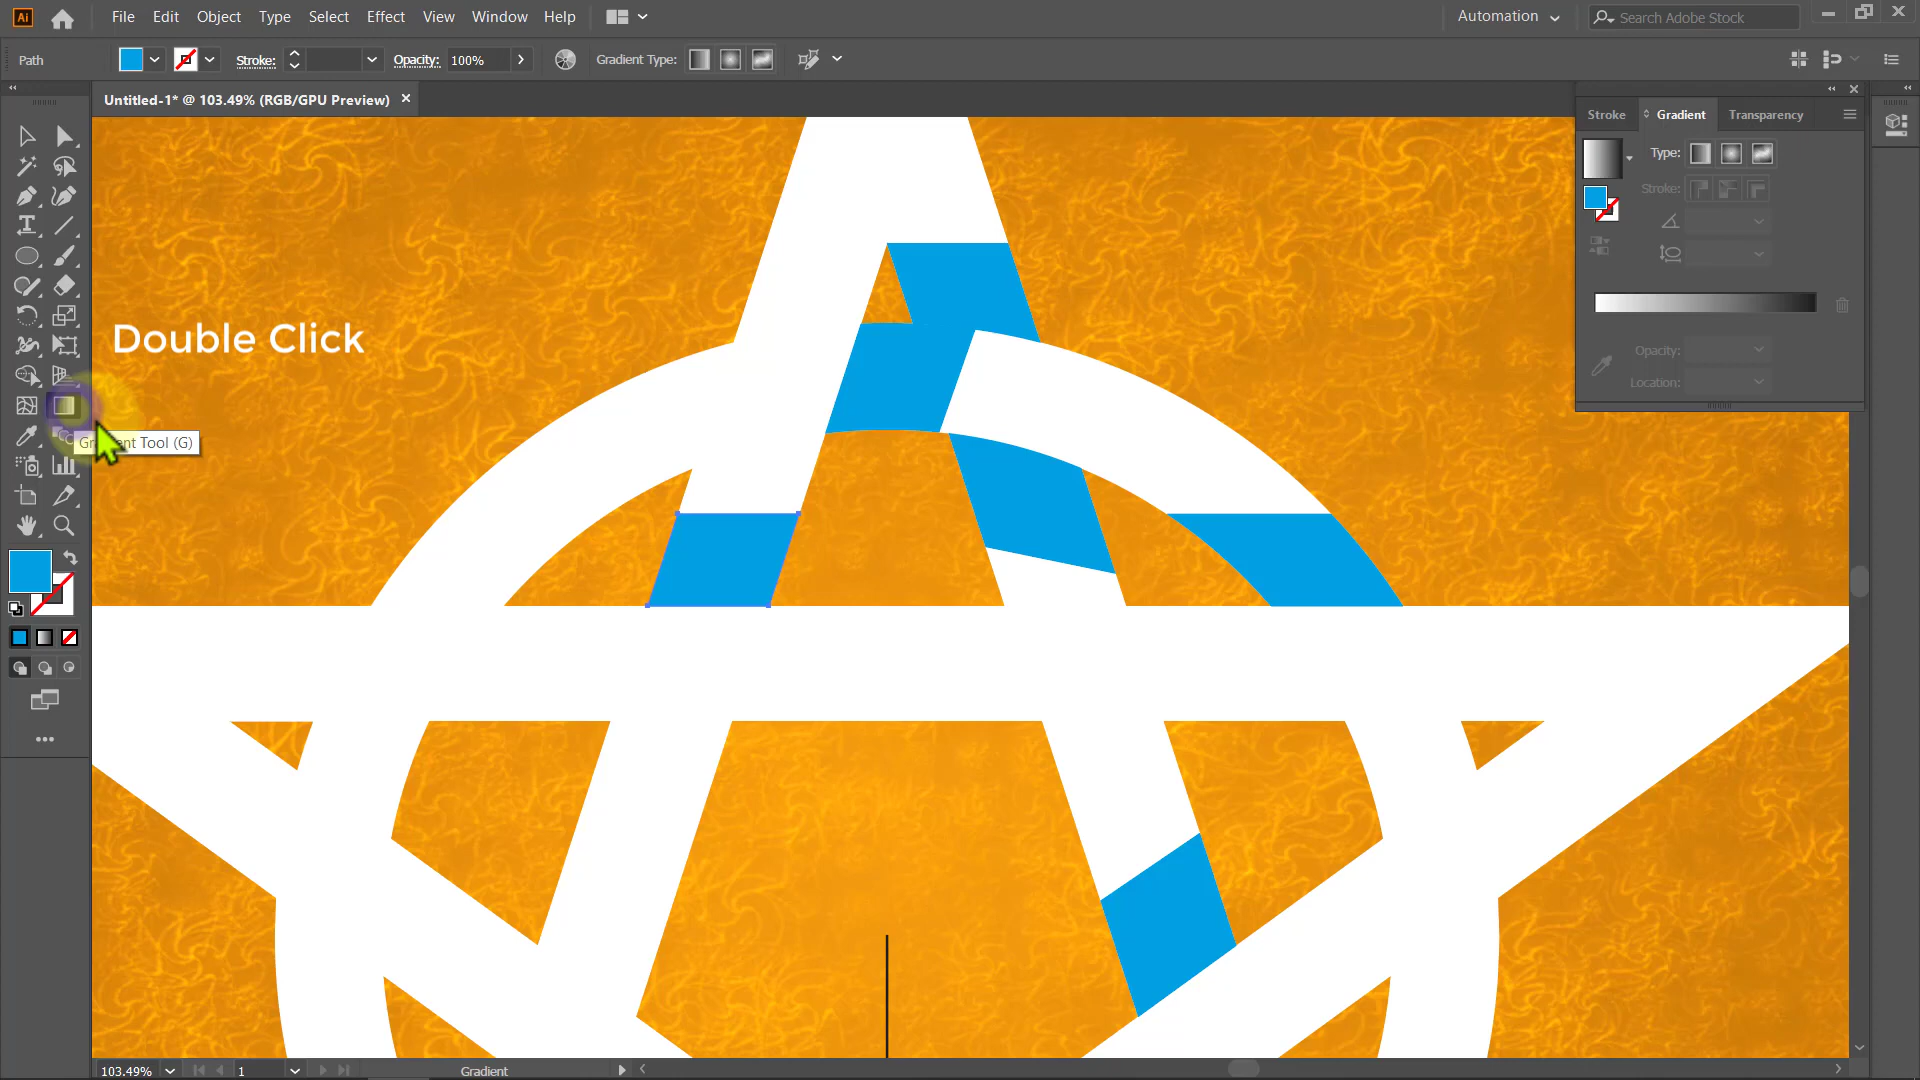 Ai File Edit Object Type Select Effect View Window Help Automation Search Adobe Stock
Path Stroke: Opacity: 100% Gradient Type:
Untitled-1* @ 103.49% (RGB/GPU Preview) ×
Stroke Gradient Transparency
Type:
Stroke:
Double Click
Opacity:
Location:
Gradient Tool (G)
T
103.49% 1 Gradient